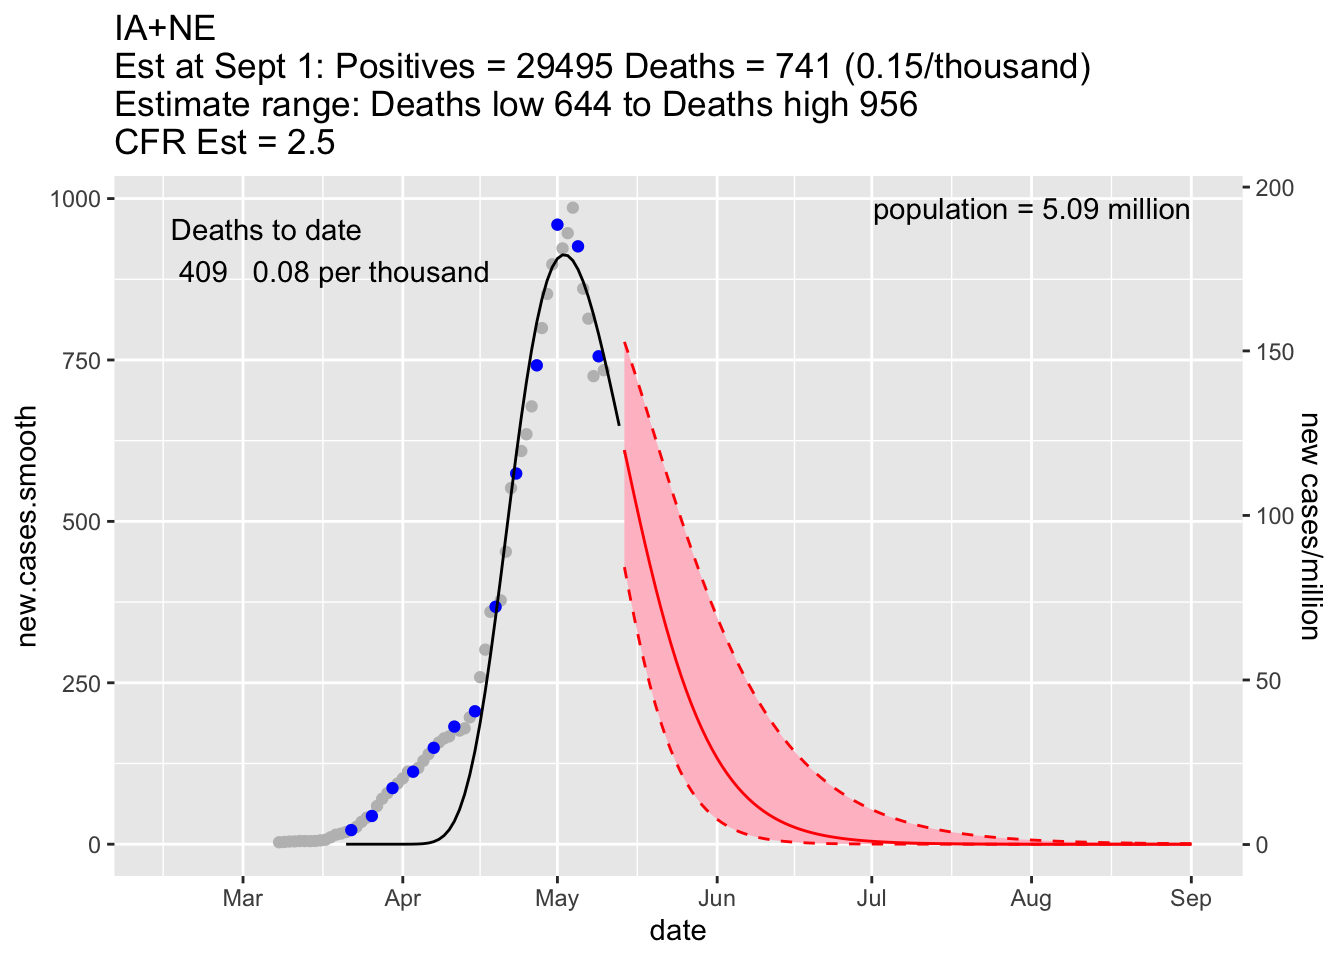 IA+NE
Est at Sept 1: Positives = 29495 Deaths = 741 (0.15/thousand)
Estimate range: Deaths low 644 to Deaths high 956
CFR Est = 2.5
Deaths to date
409 0.08 per thousand
population = 5.09 million
1000
750
500
250
0
new.cases.smooth
200
150
100
50
0
new cases/million
Mar Apr May Jun Jul Aug Sep
date